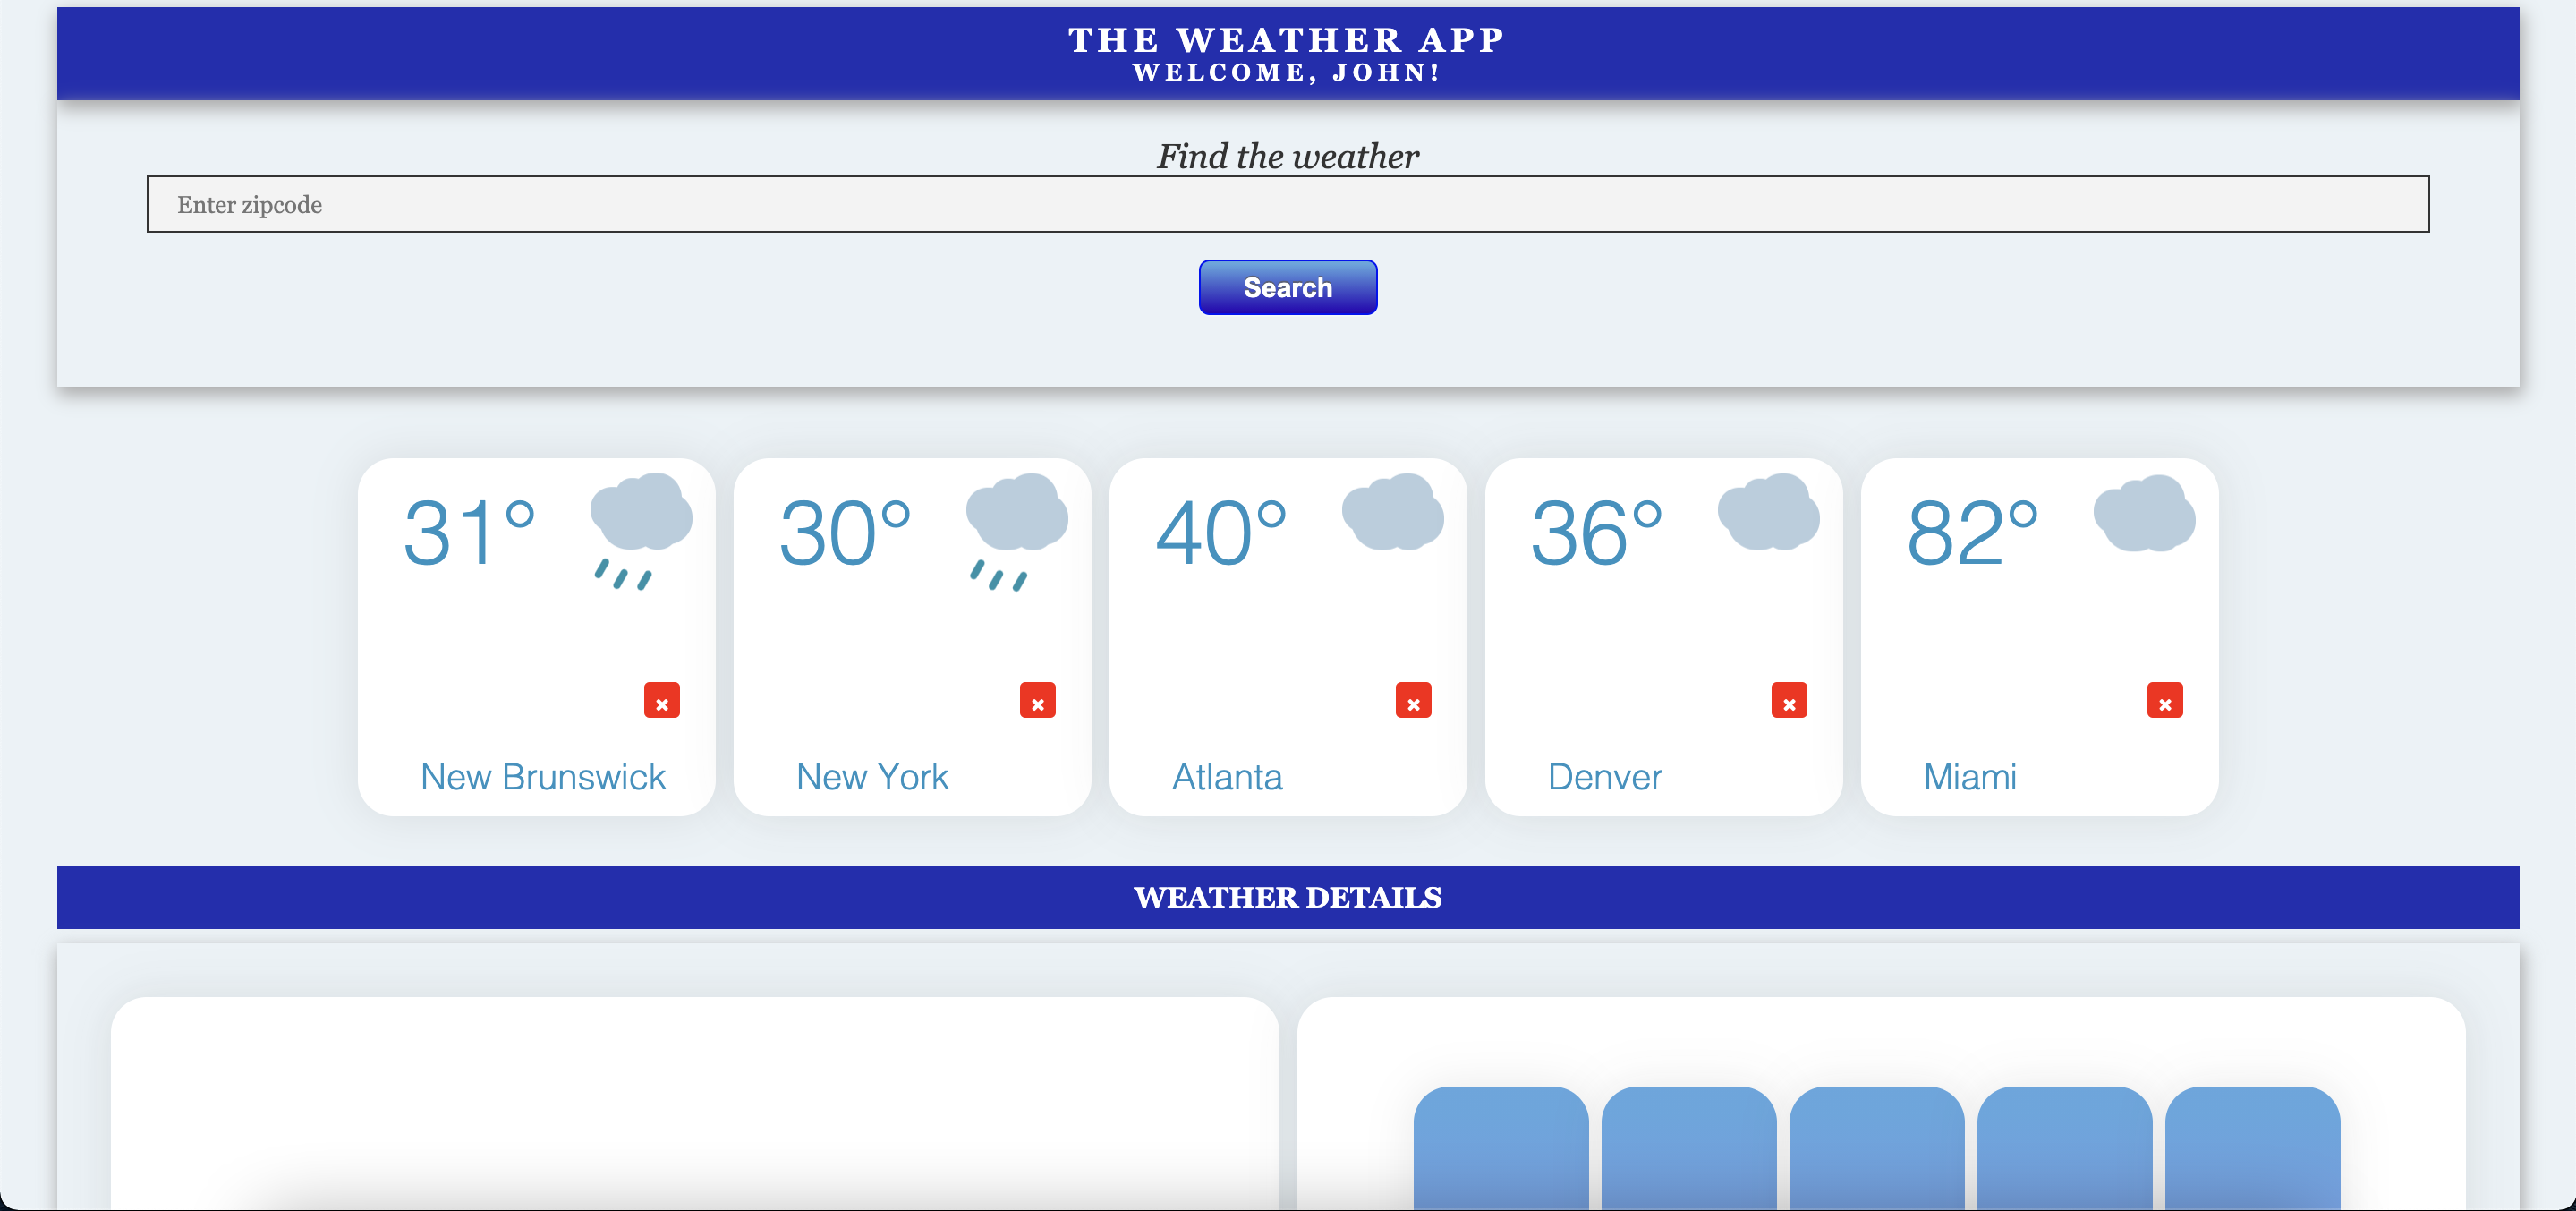 THE WEATHER APP
WELCOME, JOHN!
Find the weather
Enter zipcode
Search
31° 30° 40° 36° 82°
× × × × ×
New Brunswick New York Atlanta Denver Miami
WEATHER DETAILS